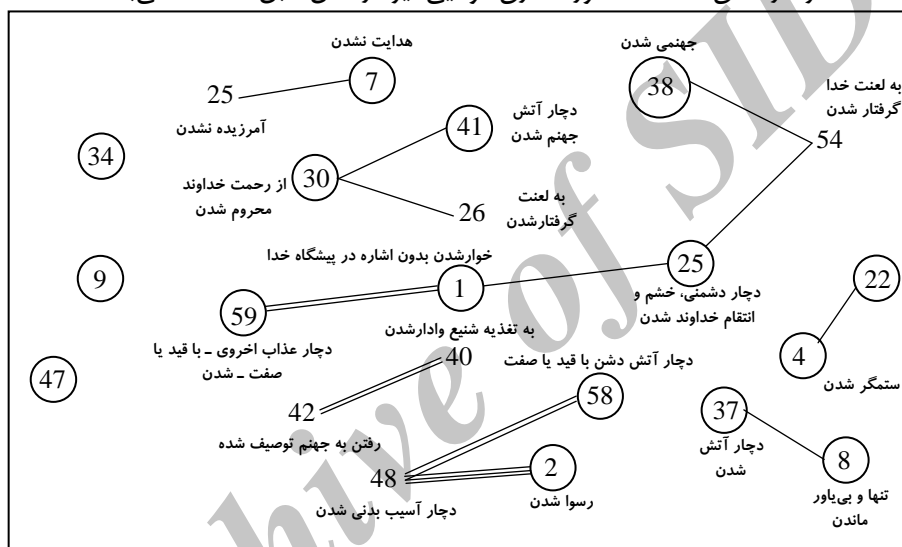 هدایت نشدن
7
25
آمرزیده نشدن
جهنمی شدن
38
به لعنت خدا
گرفتار شدن
54
دچار آتش
جهنم شدن
41
34
30
از رحمت خداوند
محروم شدن
به لعنت
گرفتارشدن
26
خوارشدن بدون اشاره در پیشگاه خدا
1
25
دچار دشمنی، خشم و
انتقام خداوند شدن
22
9
59
دچار عذاب اخروی ـ با قید یا
صفت ـ شدن
به تغذیه شنیع وادارشدن
40
4
ستمگر شدن
47
دچار آتش دشن با قید یا صفت
58
42
رفتن به جهنم توصیف شده
37
دچار آتش
شدن
8
تنها و بی‌یاور
ماندن
48
دچار آسیب بدنی شدن
2
رسوا شدن
Archive of SID